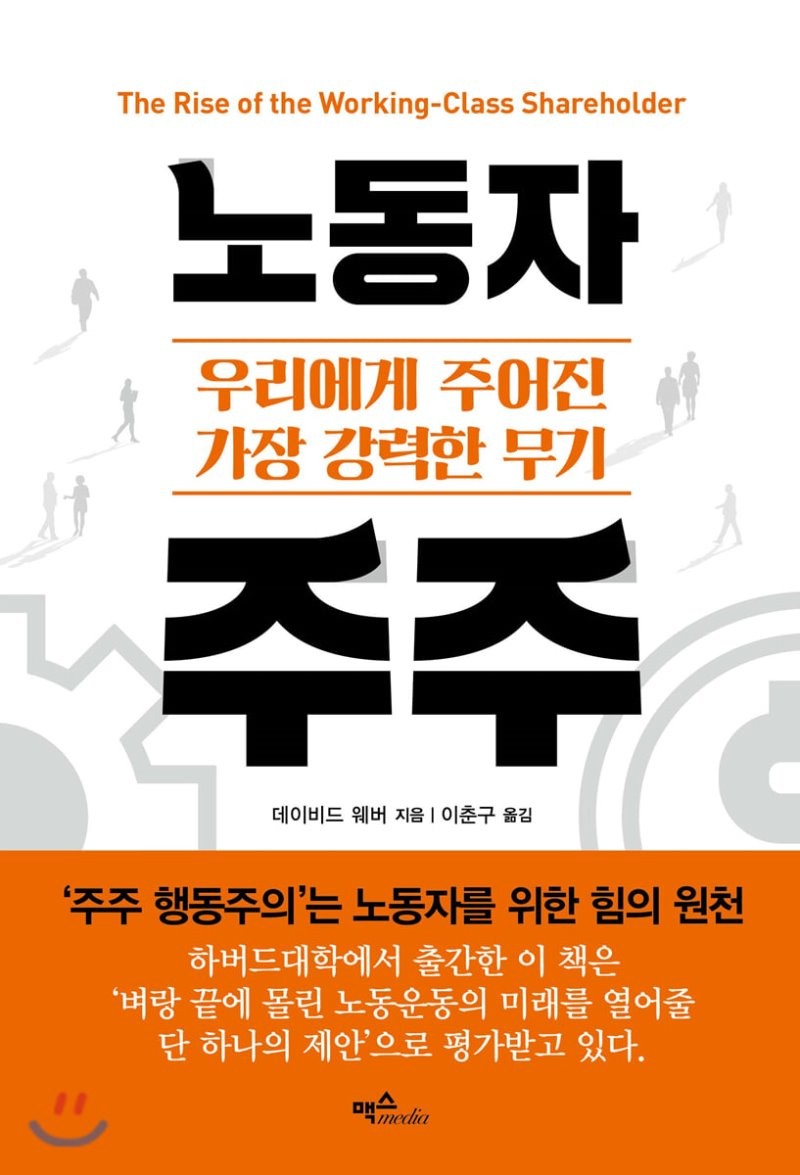 The Rise of the Working-Class Shareholder
노동자
우리에게 주어진
가장 강력한 무기
주주
데이비드 웨버 지음 | 이춘구 옮김
‘주주 행동주의’는 노동자를 위한 힘의 원천
하버드대학에서 출간한 이 책은
‘벼랑 끝에 몰린 노동운동의 미래를 열어줄
단 하나의 제안’으로 평가받고 있다.
맥스media